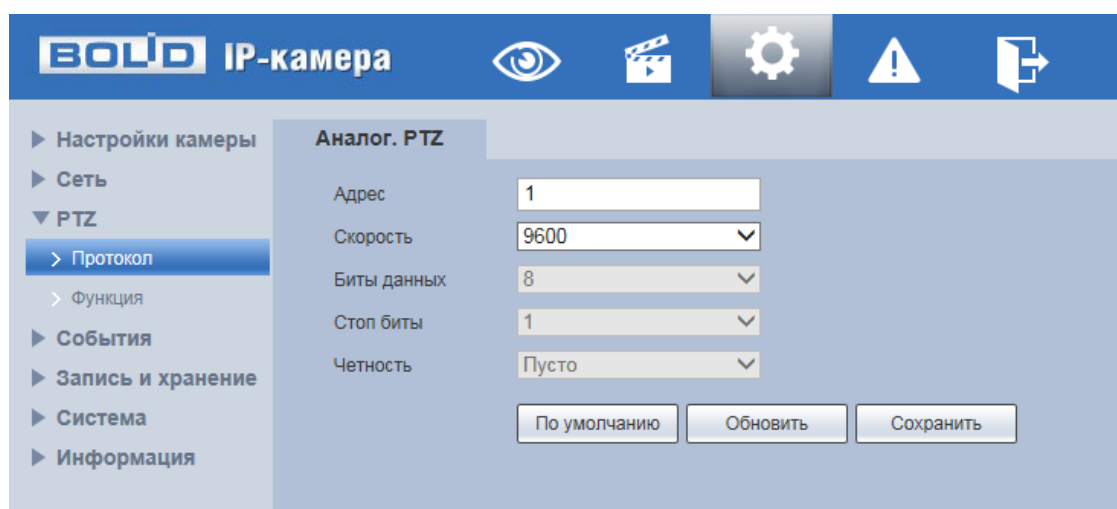 BOLID IP-камера
Настройки камеры
Сеть
PTZ
Протокол
Функция
События
Запись и хранение
Система
Информация
Аналог. PTZ
Адрес 1
Скорость 9600
Биты данных 8
Стоп биты 1
Четность Пусто
По умолчанию Обновить Сохранить